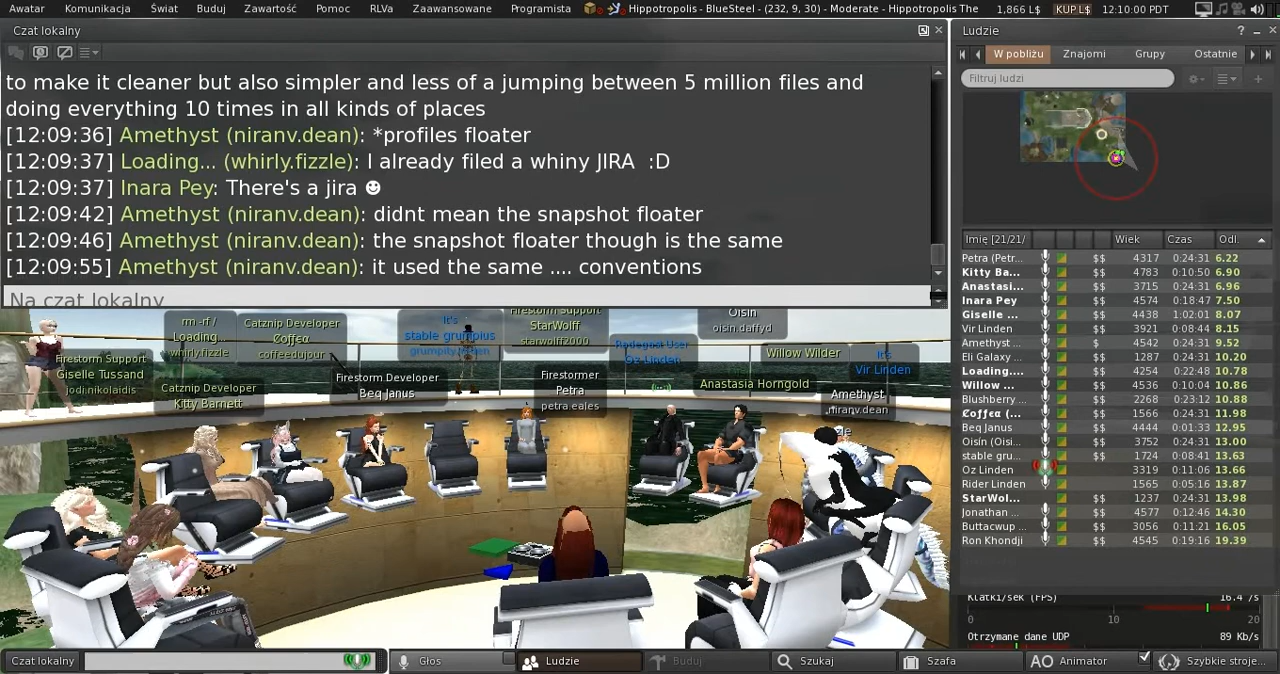 Awatar Komunikacja Świat Buduj Zawartość Pomoc RLVa Zaawansowane Programista Hippotropolis - BlueSteel - (232, 9, 30) - Moderate - Hippotropolis The 1,866 L$ KUP L$ 12:10:00 PDT
Czat lokalny
to make it cleaner but also simpler and less of a jumping between 5 million files and
doing everything 10 times in all kinds of places
[12:09:36] Amethyst (niranv.dean): *profiles floater
[12:09:37] Loading... (whirly.fizzle): I already filed a whiny JIRA :D
[12:09:37] Inara Pey: There's a jira ☻
[12:09:42] Amethyst (niranv.dean): didnt mean the snapshot floater
[12:09:46] Amethyst (niranv.dean): the snapshot floater though is the same
[12:09:55] Amethyst (niranv.dean): it used the same .... conventions
Na czat lokalny
Firestorm Support
Giselle Tussand
jodi.nikolaidis
rm -rf /
Loading...
whirly.fizzle
Catznip Developer
Kitty Barnett
Catznip Developer
Coffee
coffeedujour
Firestorm Developer
Beq Janus
It's
stable grumpius
Firestorm Support
StarWolff
starwolff2000
Firestormer
Petra
petra.eales
Radegast User
Oz Linden
Oisin
oisin.daffyd
Anastasia Horngold
Willow Wilder
It's
Vir Linden
Amethyst
niranv.dean
Ludzie
W pobliżu Znajomi Grupy Ostatnie
Filtruj ludzi
Imię [21/21/ Wiek Czas Odl.
Petra (Petr... $$ 4317 0:24:31 6.22
Kitty Ba... $$ 4783 0:10:50 6.90
Anastasi... $$ 3715 0:24:31 6.96
Inara Pey $$ 4574 0:18:47 7.50
Giselle ... $$ 4438 1:02:01 8.07
Vir Linden $$ 3921 0:08:44 8.15
Amethyst ... $$ 4542 0:24:31 9.52
Eli Galaxy ... $$ 1287 0:24:31 10.20
Loading.... $$ 4254 0:22:48 10.78
Willow ... $$ 4536 0:10:04 10.86
Blushberry ... $$ 2268 0:23:12 10.88
Coffee (... $$ 1566 0:24:31 11.98
Beq Janus $$ 4444 0:01:33 12.95
Oisín (Oisi... $$ 3752 0:24:31 13.00
stable gru... $$ 1724 0:08:41 13.63
Oz Linden 3319 0:11:06 13.66
Rider Linden 1565 0:05:16 13.87
StarWol... $$ 1237 0:24:31 13.98
Jonathan ... $$ 4577 0:12:46 14.30
Buttacwup ... $$ 3056 0:11:21 16.05
Ron Khondji $$ 4545 0:19:16 19.39
Klatki/sek (FPS) 16.4 /s
0 10 20
Otrzymane dane UDP 89 Kb/s
Czat lokalny Głos Ludzie Buduj Szukaj Szafa AO Animator Szybkie stroje...